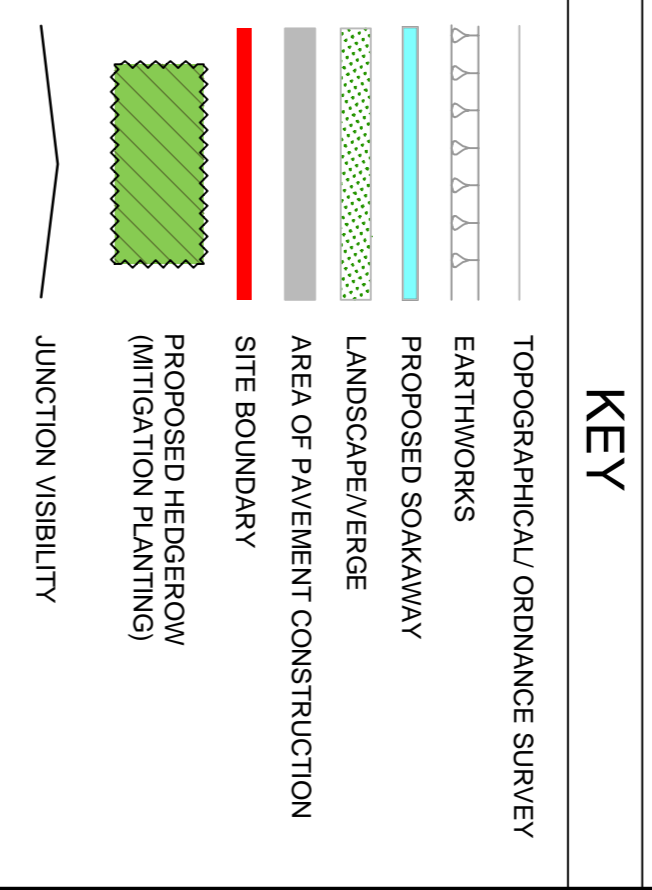 KEY
TOPOGRAPHICAL/ ORDNANCE SURVEY
EARTHWORKS
PROPOSED SOAKAWAY
LANDSCAPE/VERGE
AREA OF PAVEMENT CONSTRUCTION
SITE BOUNDARY
PROPOSED HEDGEROW
(MITIGATION PLANTING)
JUNCTION VISIBILITY